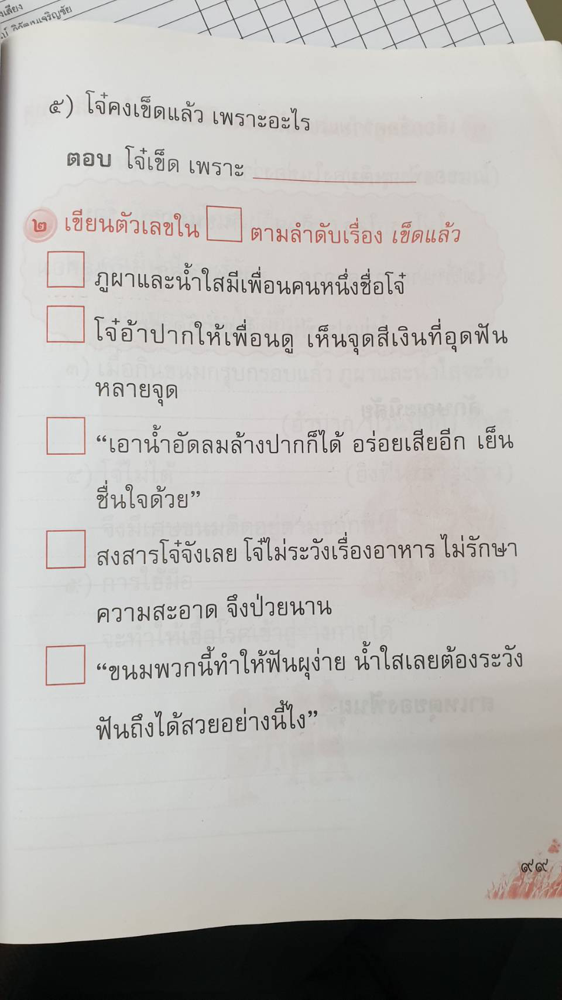 ๕) โจ๋คงเข็ดแล้ว เพราะอะไร
ตอบ โจ๋เข็ด เพราะ
๒ เขียนตัวเลขใน ตามลำดับเรื่อง เข็ดแล้ว
ภูผาและน้ำใสมีเพื่อนคนหนึ่งชื่อโจ๋
โจ๋อ้าปากให้เพื่อนดู เห็นจุดสีเงินที่อุดฟัน
หลายจุด
“เอาน้ำอัดลมล้างปากก็ได้ อร่อยเสียอีก เย็น
ชื่นใจด้วย”
สงสารโจ๋จังเลย โจ๋ไม่ระวังเรื่องอาหาร ไม่รักษา
ความสะอาด จึงป่วยนาน
“ขนมพวกนี้ทำให้ฟันผุง่าย น้ำใสเลยต้องระวัง
ฟันถึงได้สวยอย่างนี้ไง”
๙๙